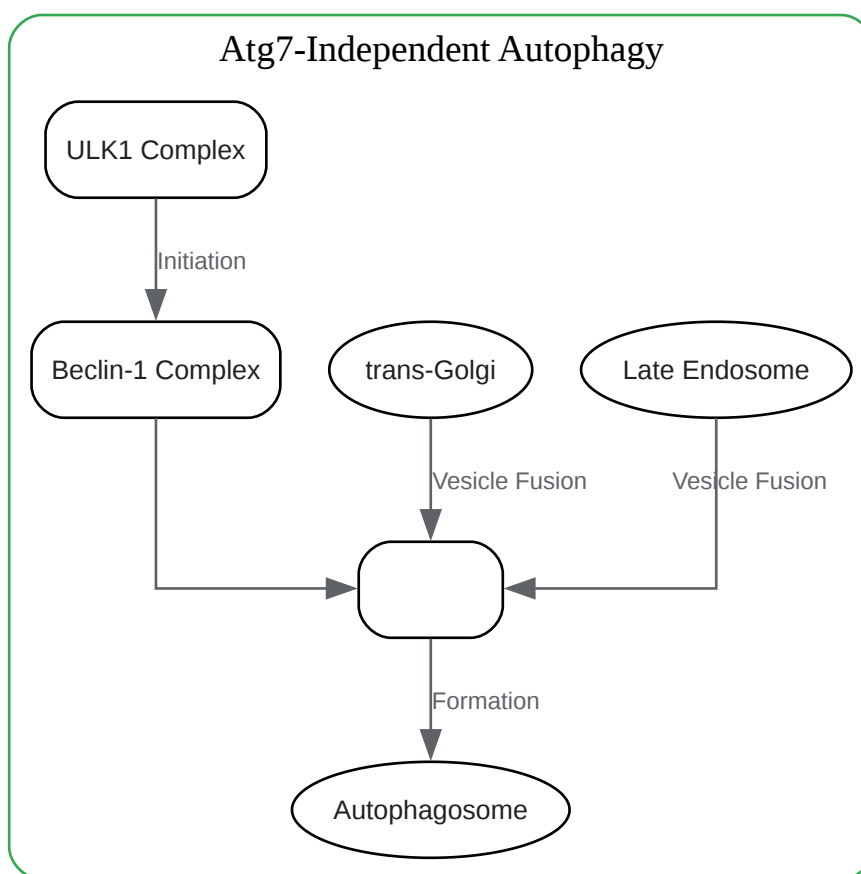 Atg7-Independent Autophagy
ULK1 Complex
Initiation
Beclin-1 Complex
trans-Golgi
Late Endosome
Vesicle Fusion
Vesicle Fusion
Formation
Autophagosome